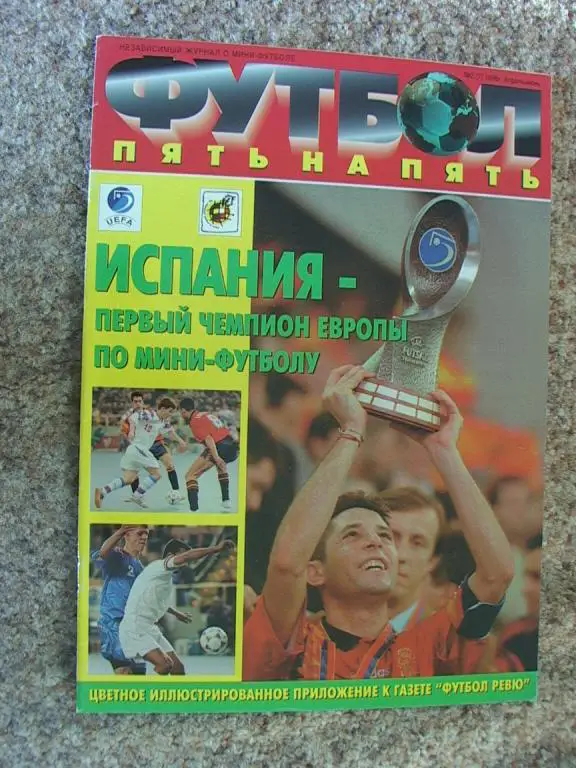 НЕЗАВИСИМЫЙ ЖУРНАЛ О МИНИ-ФУТБОЛЕ
ФУТБОЛ
ПЯТЬ НА ПЯТЬ
UEFA
ИСПАНИЯ -
ПЕРВЫЙ ЧЕМПИОН ЕВРОПЫ
ПО МИНИ-ФУТБОЛУ
ЦВЕТНОЕ ИЛЛЮСТРИРОВАННОЕ ПРИЛОЖЕНИЕ К ГАЗЕТЕ "ФУТБОЛ РЕВЮ"